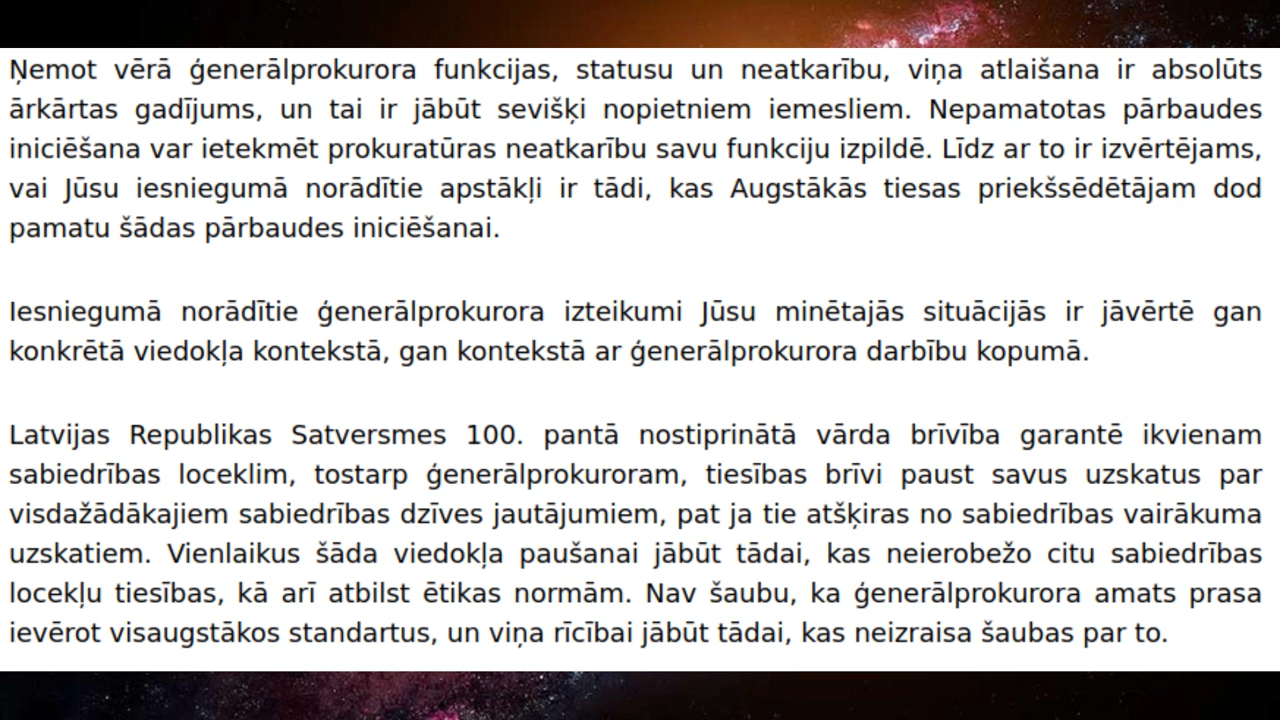 Ņemot vērā ģenerālprokurora funkcijas, statusu un neatkarību, viņa atlaišana ir absolūts
ārkārtas gadījums, un tai ir jābūt sevišķi nopietniem iemesliem. Nepamatotas pārbaudes
iniciēšana var ietekmēt prokuratūras neatkarību savu funkciju izpildē. Līdz ar to ir izvērtējams,
vai Jūsu iesniegumā norādītie apstākļi ir tādi, kas Augstākās tiesas priekšsēdētājam dod
pamatu šādas pārbaudes iniciēšanai.
Iesniegumā norādītie ģenerālprokurora izteikumi Jūsu minētajās situācijās ir jāvērtē gan
konkrētā viedokļa kontekstā, gan kontekstā ar ģenerālprokurora darbību kopumā.
Latvijas Republikas Satversmes 100. pantā nostiprinātā vārda brīvība garantē ikvienam
sabiedrības loceklim, tostarp ģenerālprokuroram, tiesības brīvi paust savus uzskatus par
visdažādākajiem sabiedrības dzīves jautājumiem, pat ja tie atšķiras no sabiedrības vairākuma
uzskatiem. Vienlaikus šāda viedokļa paušanai jābūt tādai, kas neierobežo citu sabiedrības
locekļu tiesības, kā arī atbilst ētikas normām. Nav šaubu, ka ģenerālprokurora amats prasa
ievērot visaugstākos standartus, un viņa rīcībai jābūt tādai, kas neizraisa šaubas par to.